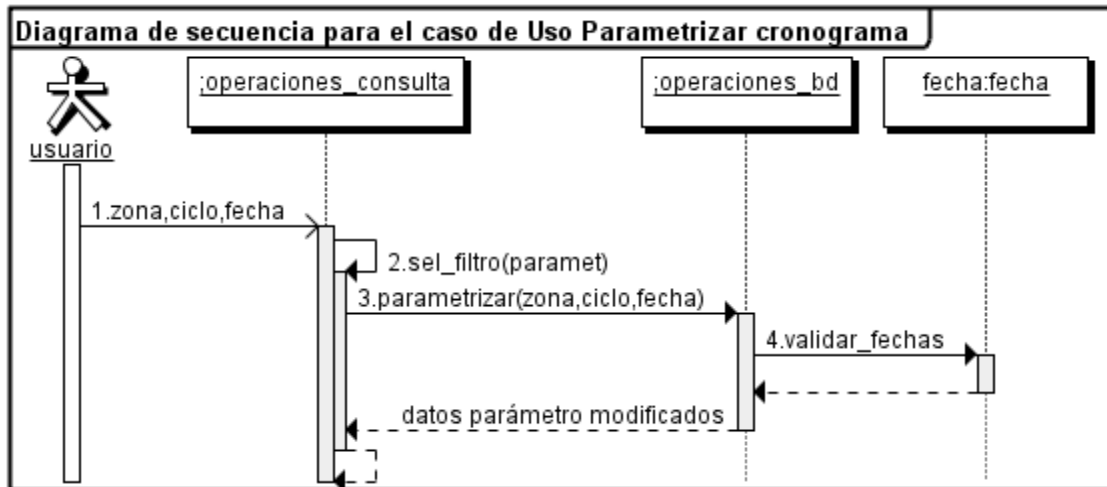 Diagrama de secuencia para el caso de Uso Parametrizar cronograma
;operaciones_consulta
;operaciones_bd
fecha:fecha
usuario
1.zona,ciclo,fecha
2.sel_filtro(paramet)
3.parametrizar(zona,ciclo,fecha)
4.validar_fechas
datos parámetro modificados